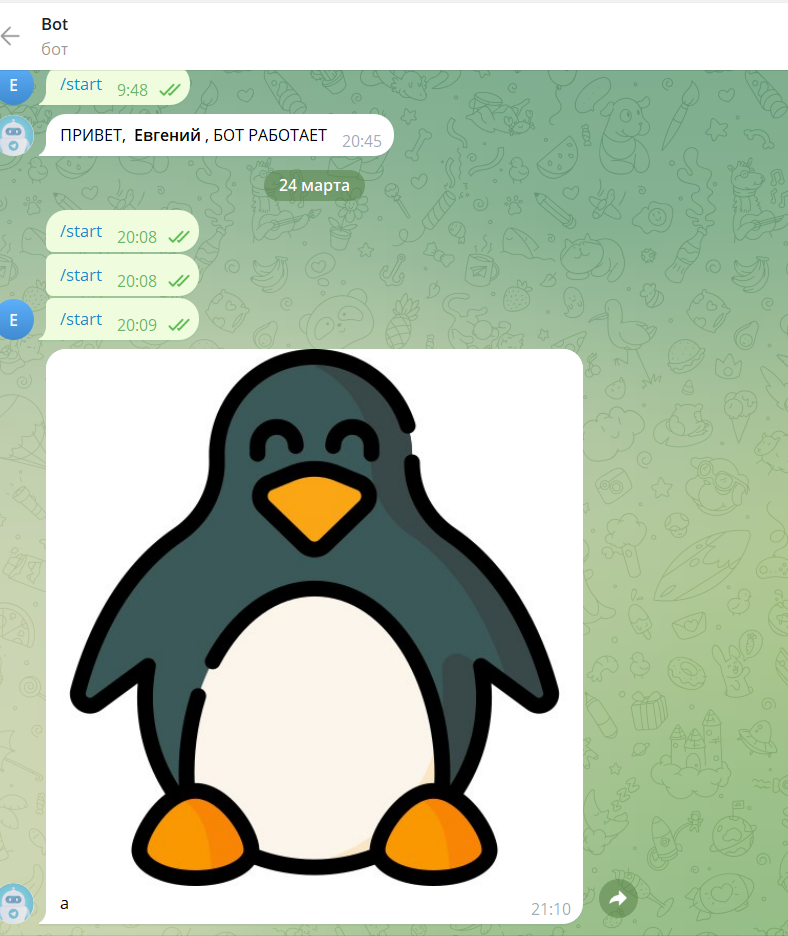 Bot
бот
E
/start 9:48
ПРИВЕТ, Евгений , БОТ РАБОТАЕТ 20:45
24 марта
/start 20:08
/start 20:08
E
/start 20:09
а
21:10